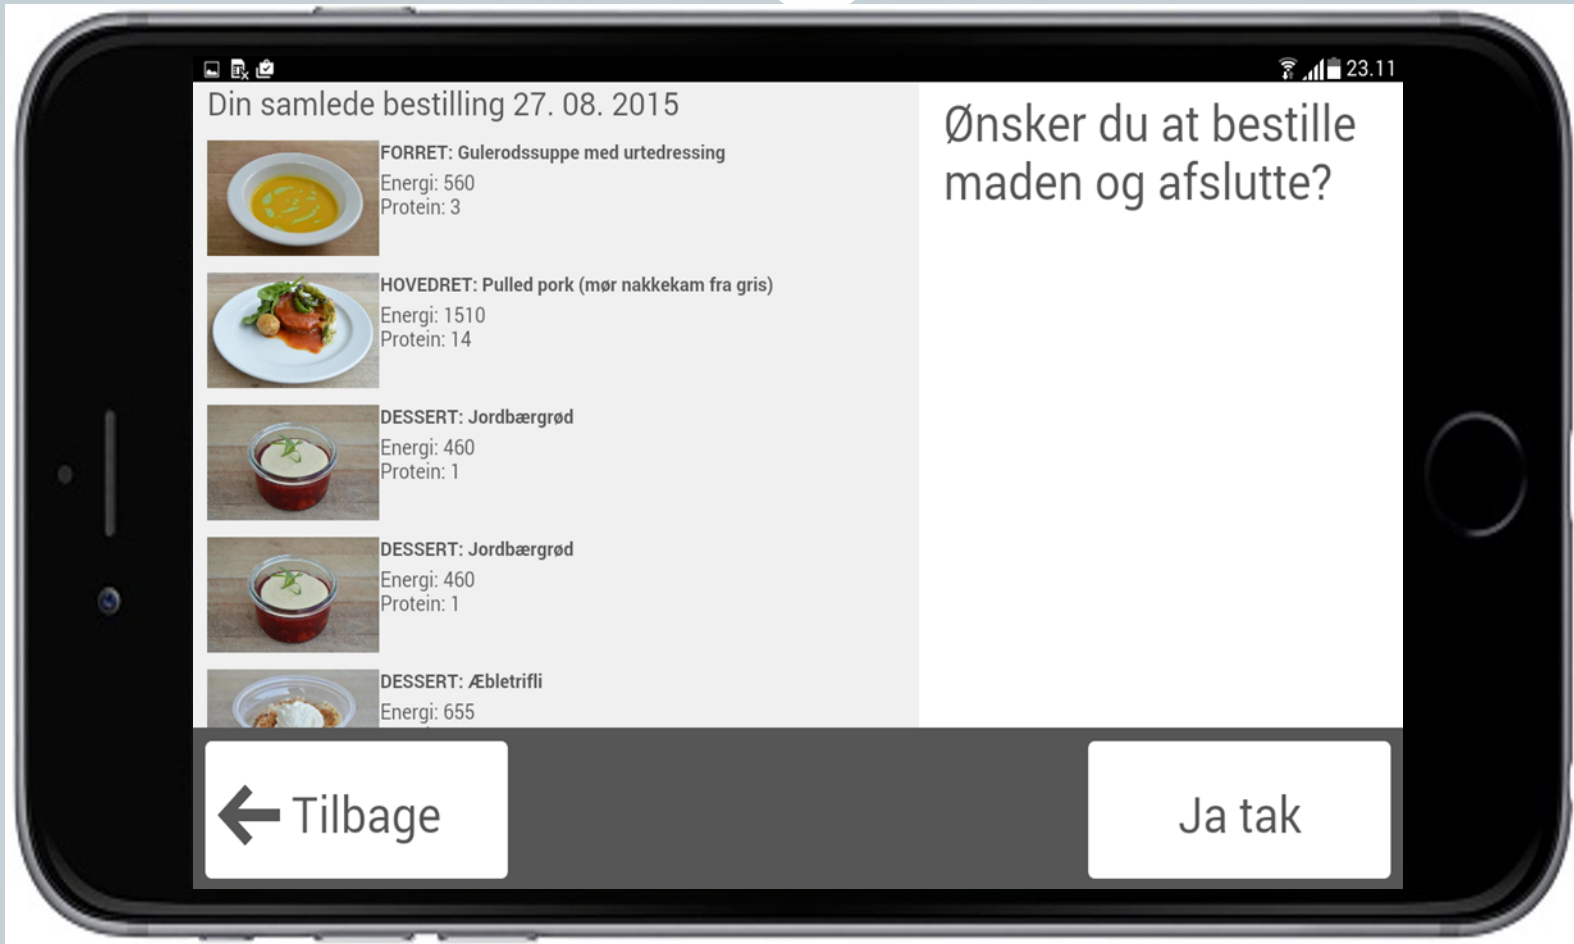 23.11
Din samlede bestilling 27. 08. 2015
FORRET: Gulerodssuppe med urtedressing
Energi: 560
Protein: 3
HOVEDRET: Pulled pork (mør nakkekam fra gris)
Energi: 1510
Protein: 14
DESSERT: Jordbærgrød
Energi: 460
Protein: 1
DESSERT: Jordbærgrød
Energi: 460
Protein: 1
DESSERT: Æbletrifli
Energi: 655
Ønsker du at bestille
maden og afslutte?
Tilbage
Ja tak